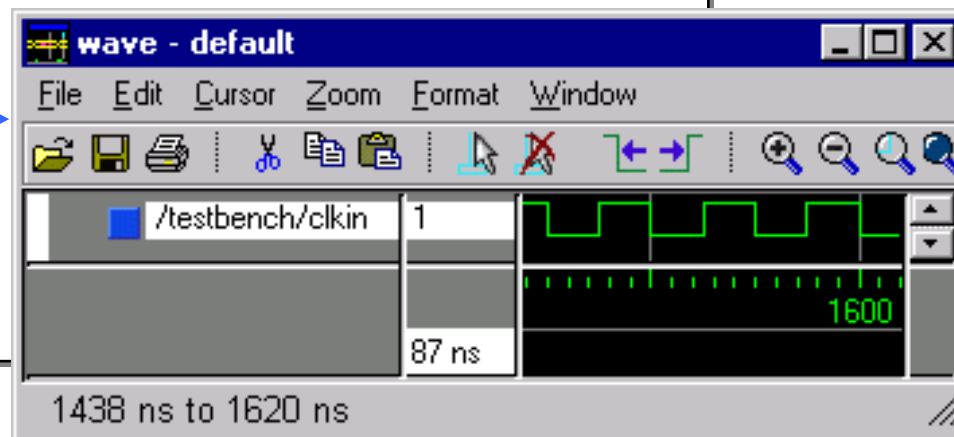 wave - default
File Edit Cursor Zoom Format Window
/testbench/clkin 1
1600
87 ns
1438 ns to 1620 ns